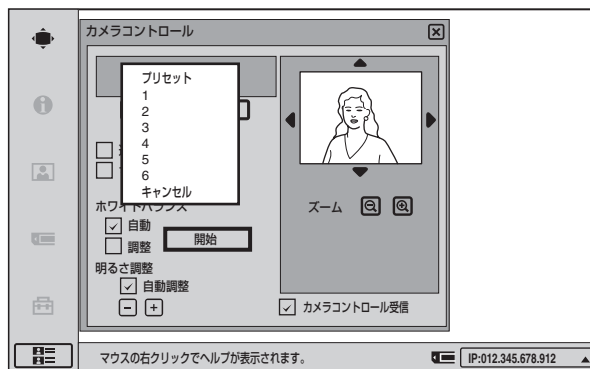 カメラコントロール
プリセット
1
2
3
4
5
6
キャンセル
ホワイトバランス
自動
調整
開始
明るさ調整
自動調整
ズーム
カメラコントロール受信
マウスの右クリックでヘルプが表示されます。
IP:012.345.678.912